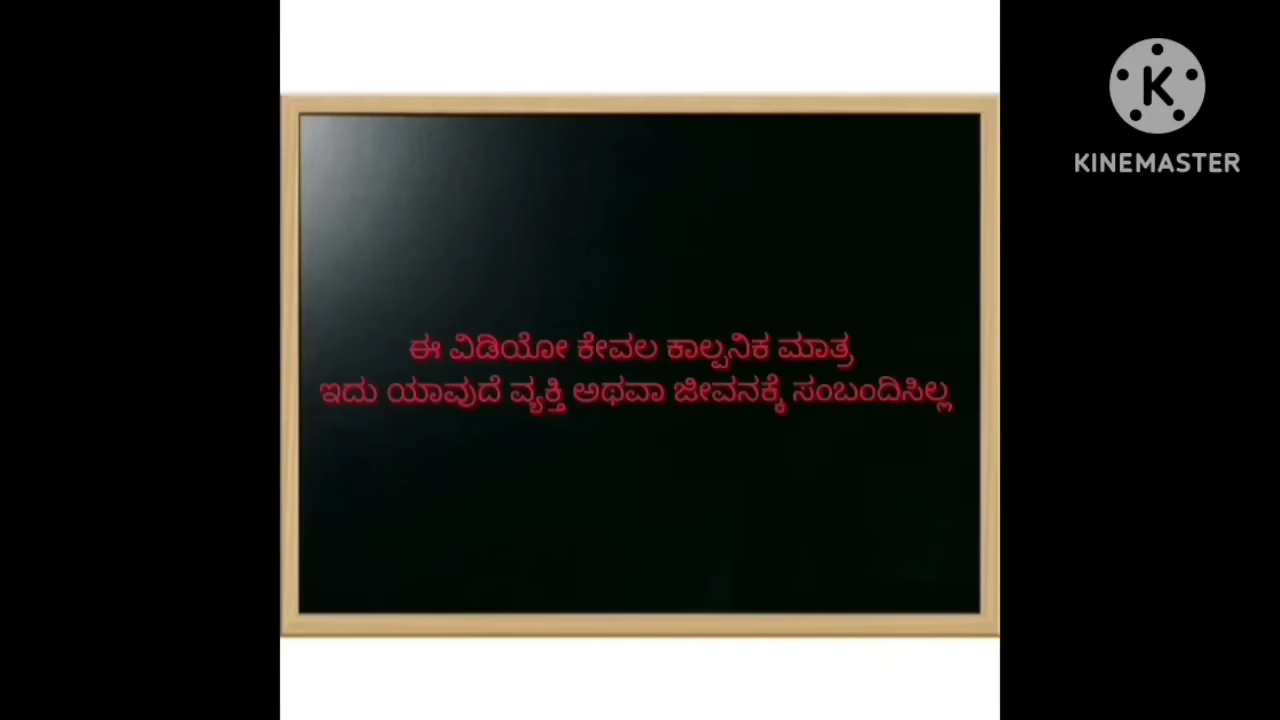 KINEMASTER
ಈ ವಿಡಿಯೋ ಕೇವಲ ಕಾಲ್ಪನಿಕ ಮಾತ್ರ
ಇದು ಯಾವುದೆ ವ್ಯಕ್ತಿ ಅಥವಾ ಜೀವನಕ್ಕೆ ಸಂಬಂದಿಸಿಲ್ಲ